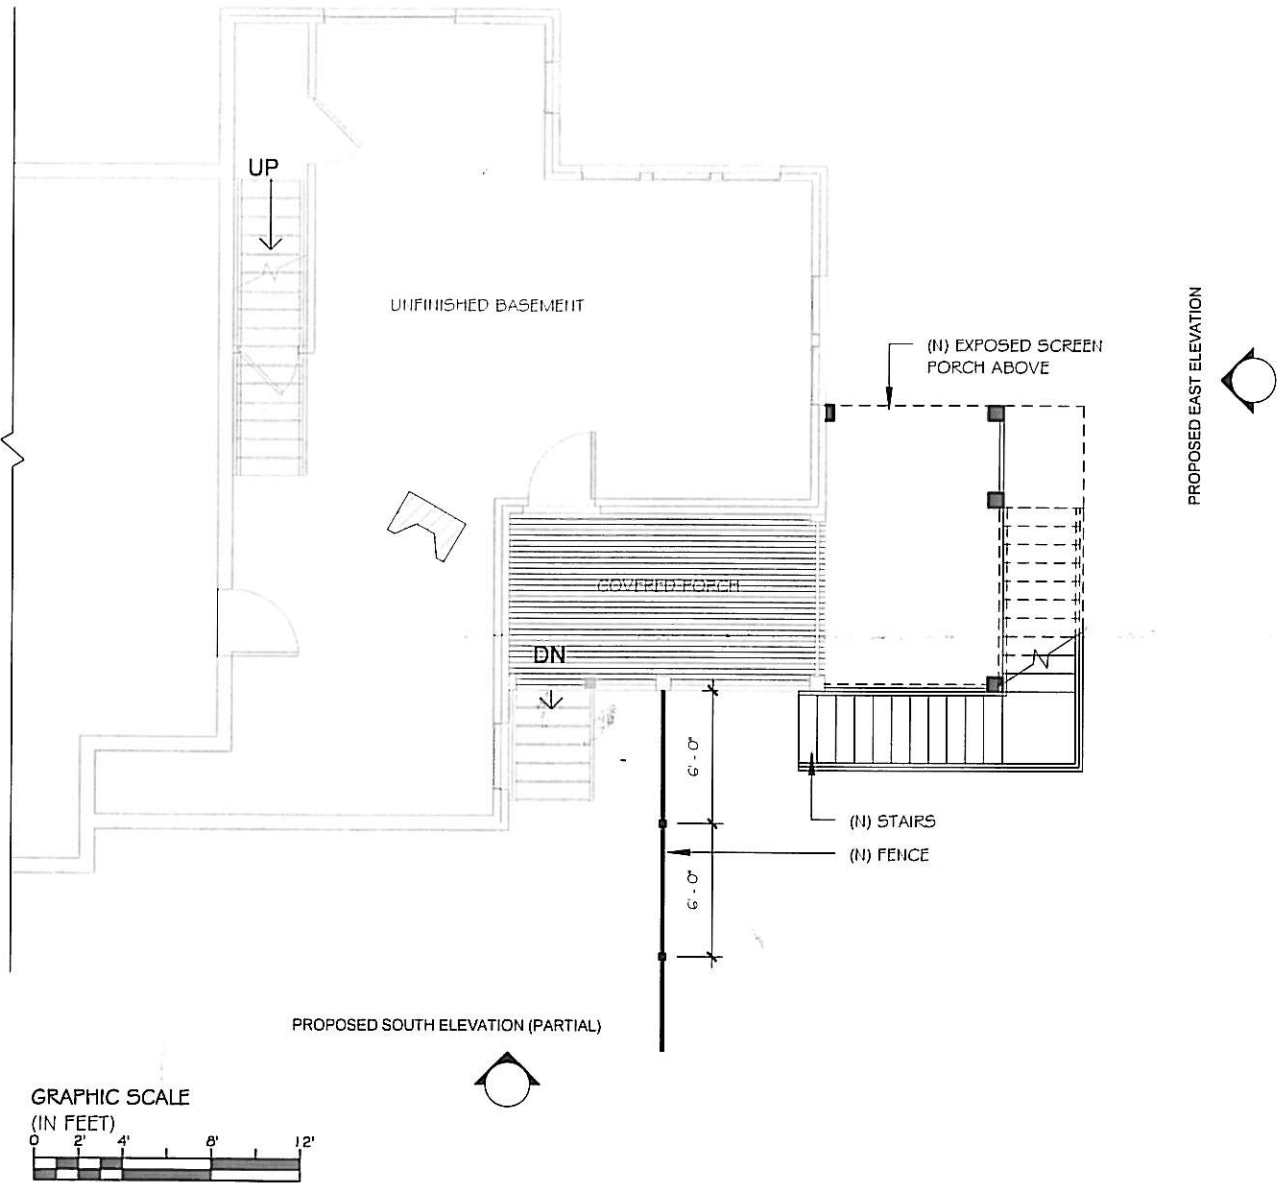 UP
UNFINISHED BASEMENT
(N) EXPOSED SCREEN
PORCH ABOVE
PROPOSED EAST ELEVATION
COVERED PORCH
DN
6' - 0"
(N) STAIRS
(N) FENCE
6' - 0"
PROPOSED SOUTH ELEVATION (PARTIAL)
GRAPHIC SCALE
(IN FEET)
0 2' 4' 8' 12'